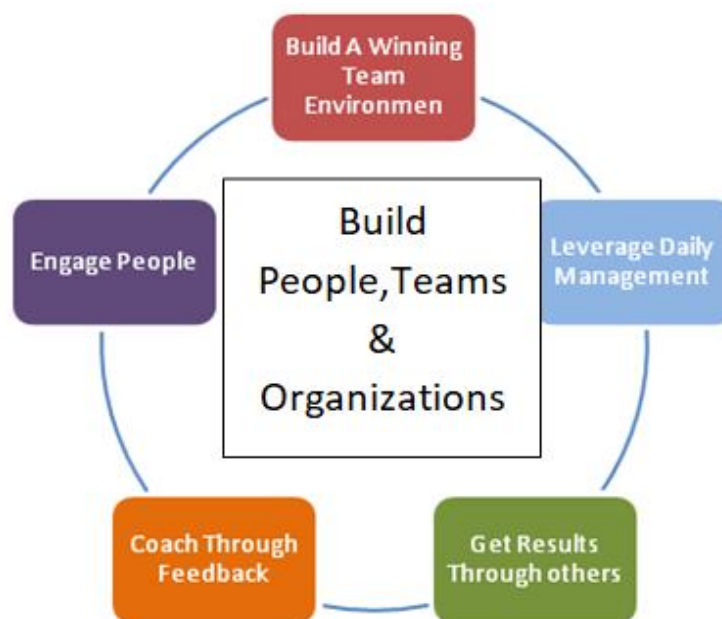 Build A Winning
Team
Environmen
Engage People
Build
People,Teams
&
Organizations
Leverage Daily
Management
Coach Through
Feedback
Get Results
Through others